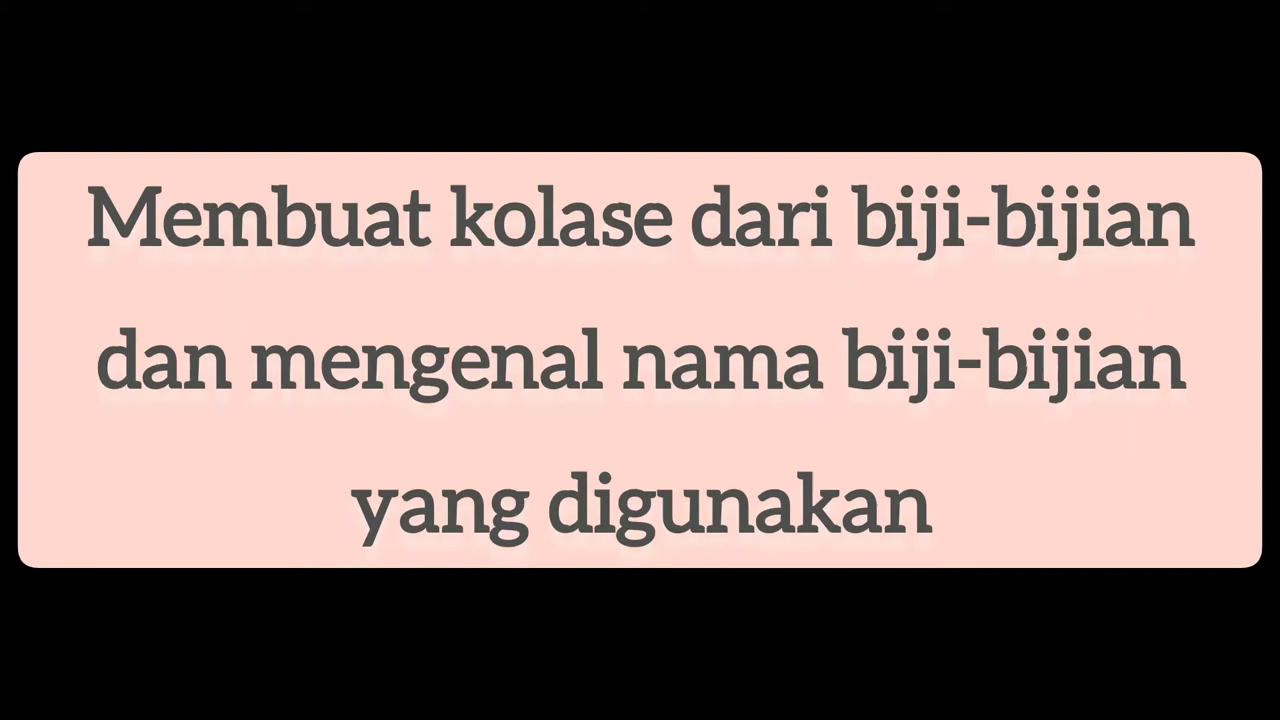 Membuat kolase dari biji-bijian
dan mengenal nama biji-bijian
yang digunakan